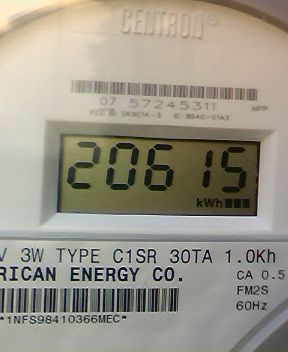 CENTRON®
07 57245311
20615
kWh
V 3W TYPE C1SR 30TA 1.0Kh
RICAN ENERGY CO.
CA 0.5
FM2S
60Hz
*1NFS98410366MEC*